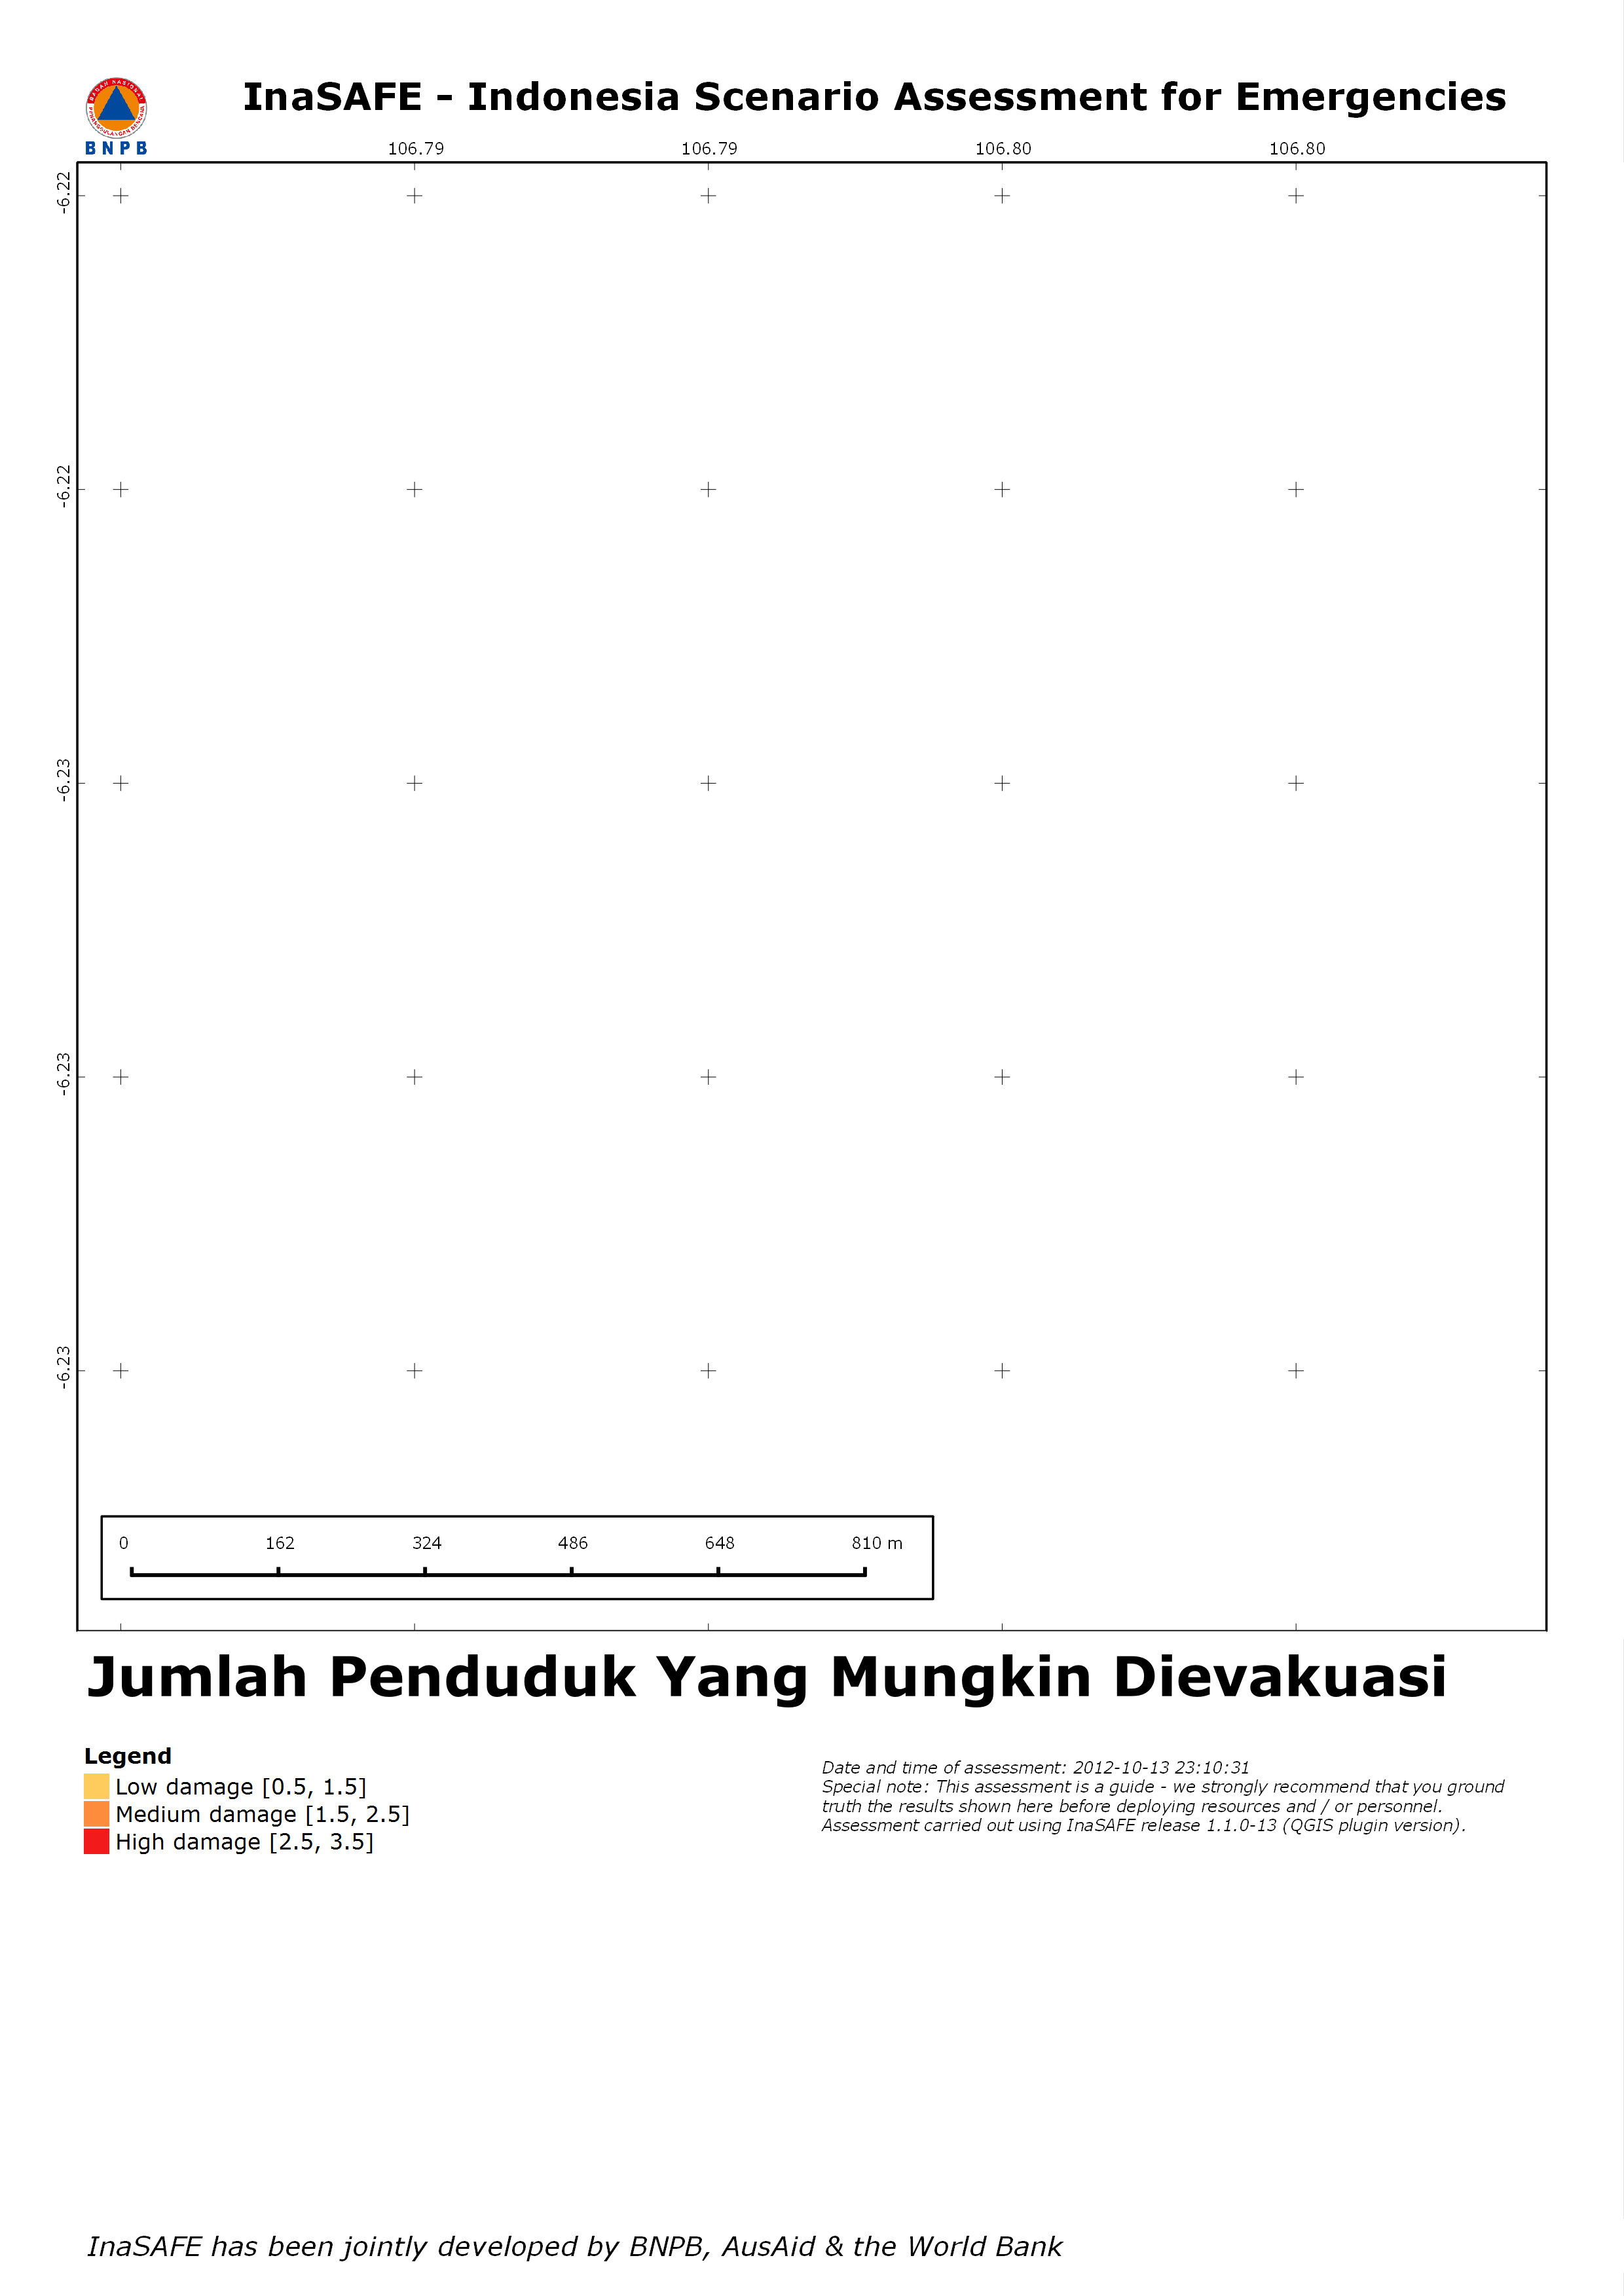 InaSAFE - Indonesia Scenario Assessment for Emergencies
BADAN NASIONAL
PENANGGULANGAN BENCANA
BNPB
106.79 106.79 106.80 106.80
-6.22
-6.22
-6.23
-6.23
-6.23
0 162 324 486 648 810 m
Jumlah Penduduk Yang Mungkin Dievakuasi
Legend
Low damage [0.5, 1.5]
Medium damage [1.5, 2.5]
High damage [2.5, 3.5]
Date and time of assessment: 2012-10-13 23:10:31
Special note: This assessment is a guide - we strongly recommend that you ground
truth the results shown here before deploying resources and / or personnel.
Assessment carried out using InaSAFE release 1.1.0-13 (QGIS plugin version).
InaSAFE has been jointly developed by BNPB, AusAid & the World Bank